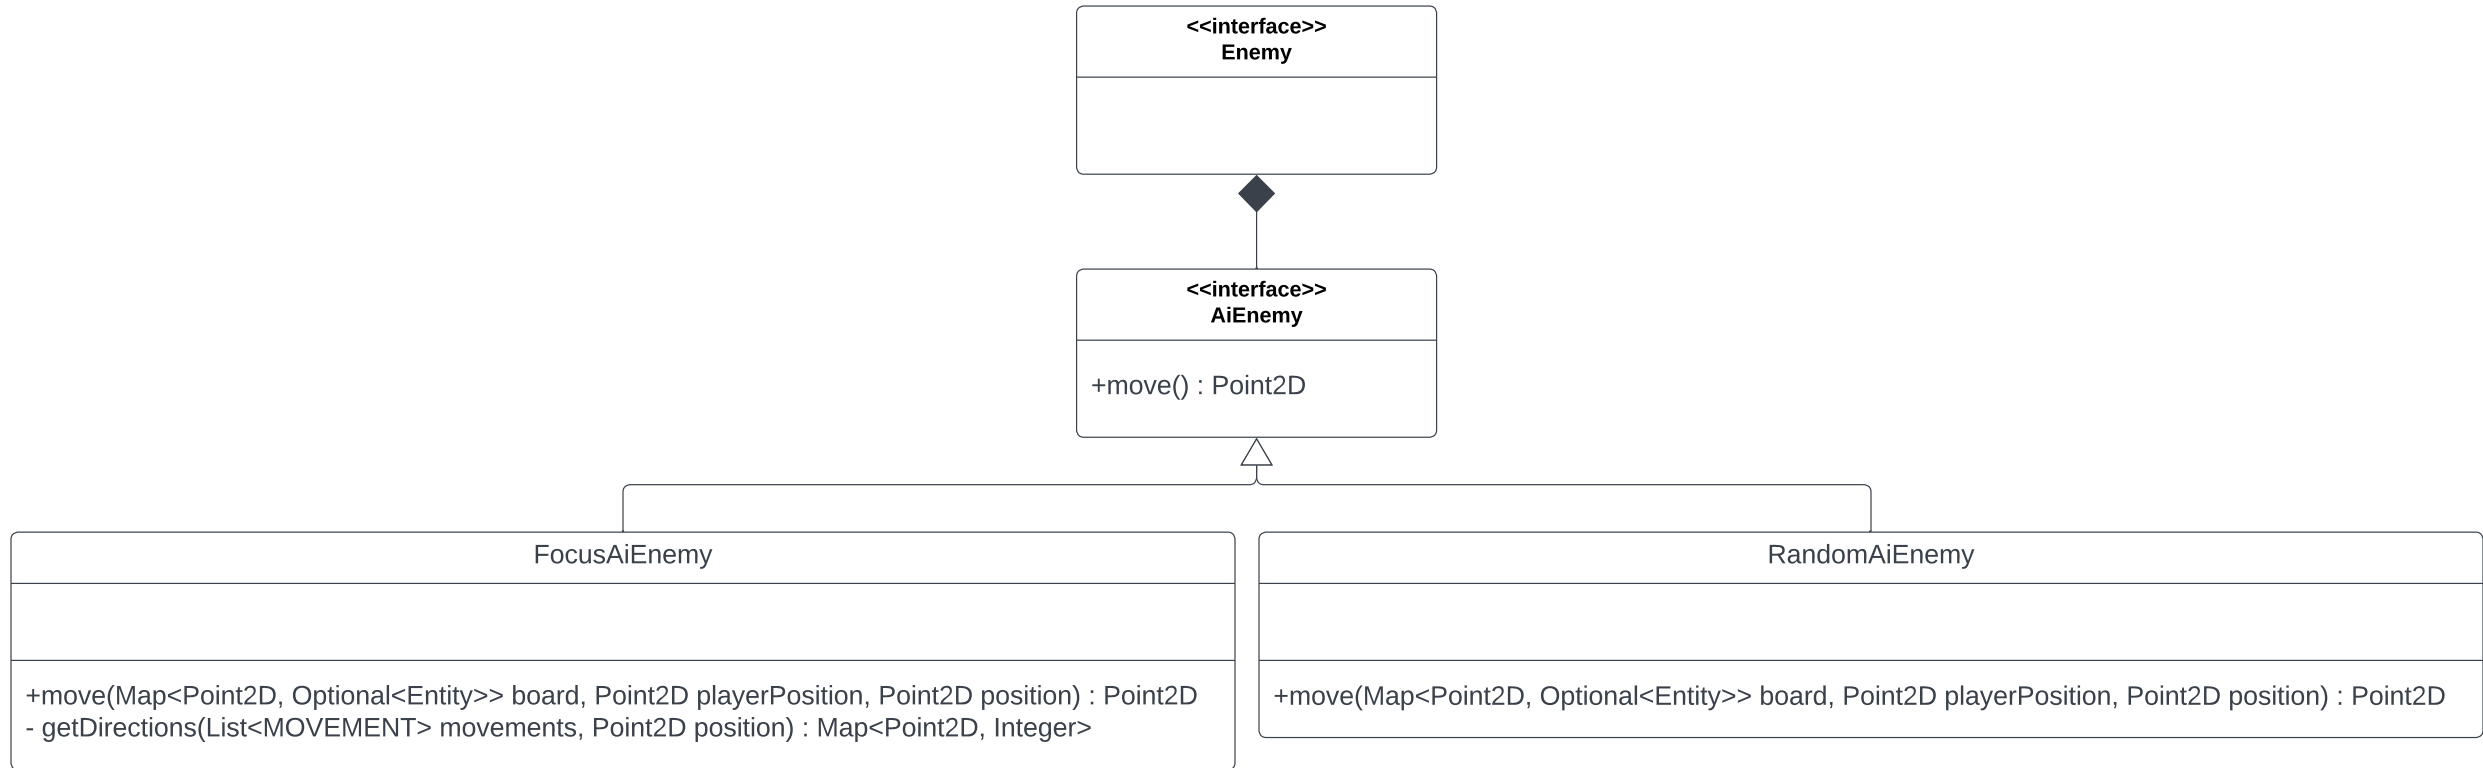 <<interface>>
Enemy
<<interface>>
AiEnemy
+move() : Point2D
FocusAiEnemy
+move(Map<Point2D, Optional<Entity>> board, Point2D playerPosition, Point2D position) : Point2D
- getDirections(List<MOVEMENT> movements, Point2D position) : Map<Point2D, Integer>
RandomAiEnemy
+move(Map<Point2D, Optional<Entity>> board, Point2D playerPosition, Point2D position) : Point2D